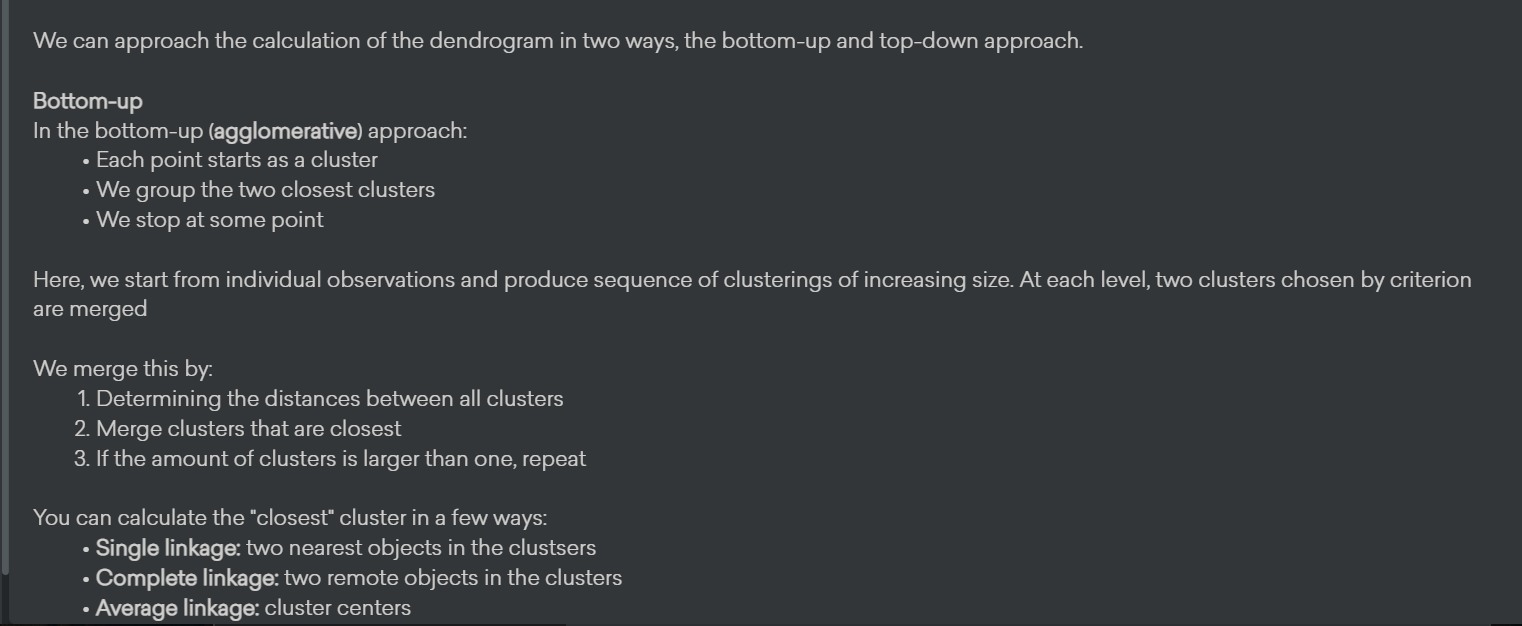 We can approach the calculation of the dendrogram in two ways, the bottom-up and top-down approach.
Bottom-up
In the bottom-up (agglomerative) approach:
• Each point starts as a cluster
• We group the two closest clusters
• We stop at some point
Here, we start from individual observations and produce sequence of clusterings of increasing size. At each level, two clusters chosen by criterion
are merged
We merge this by:
1. Determining the distances between all clusters
2. Merge clusters that are closest
3. If the amount of clusters is larger than one, repeat
You can calculate the "closest" cluster in a few ways:
• Single linkage: two nearest objects in the clustsers
• Complete linkage: two remote objects in the clusters
• Average linkage: cluster centers